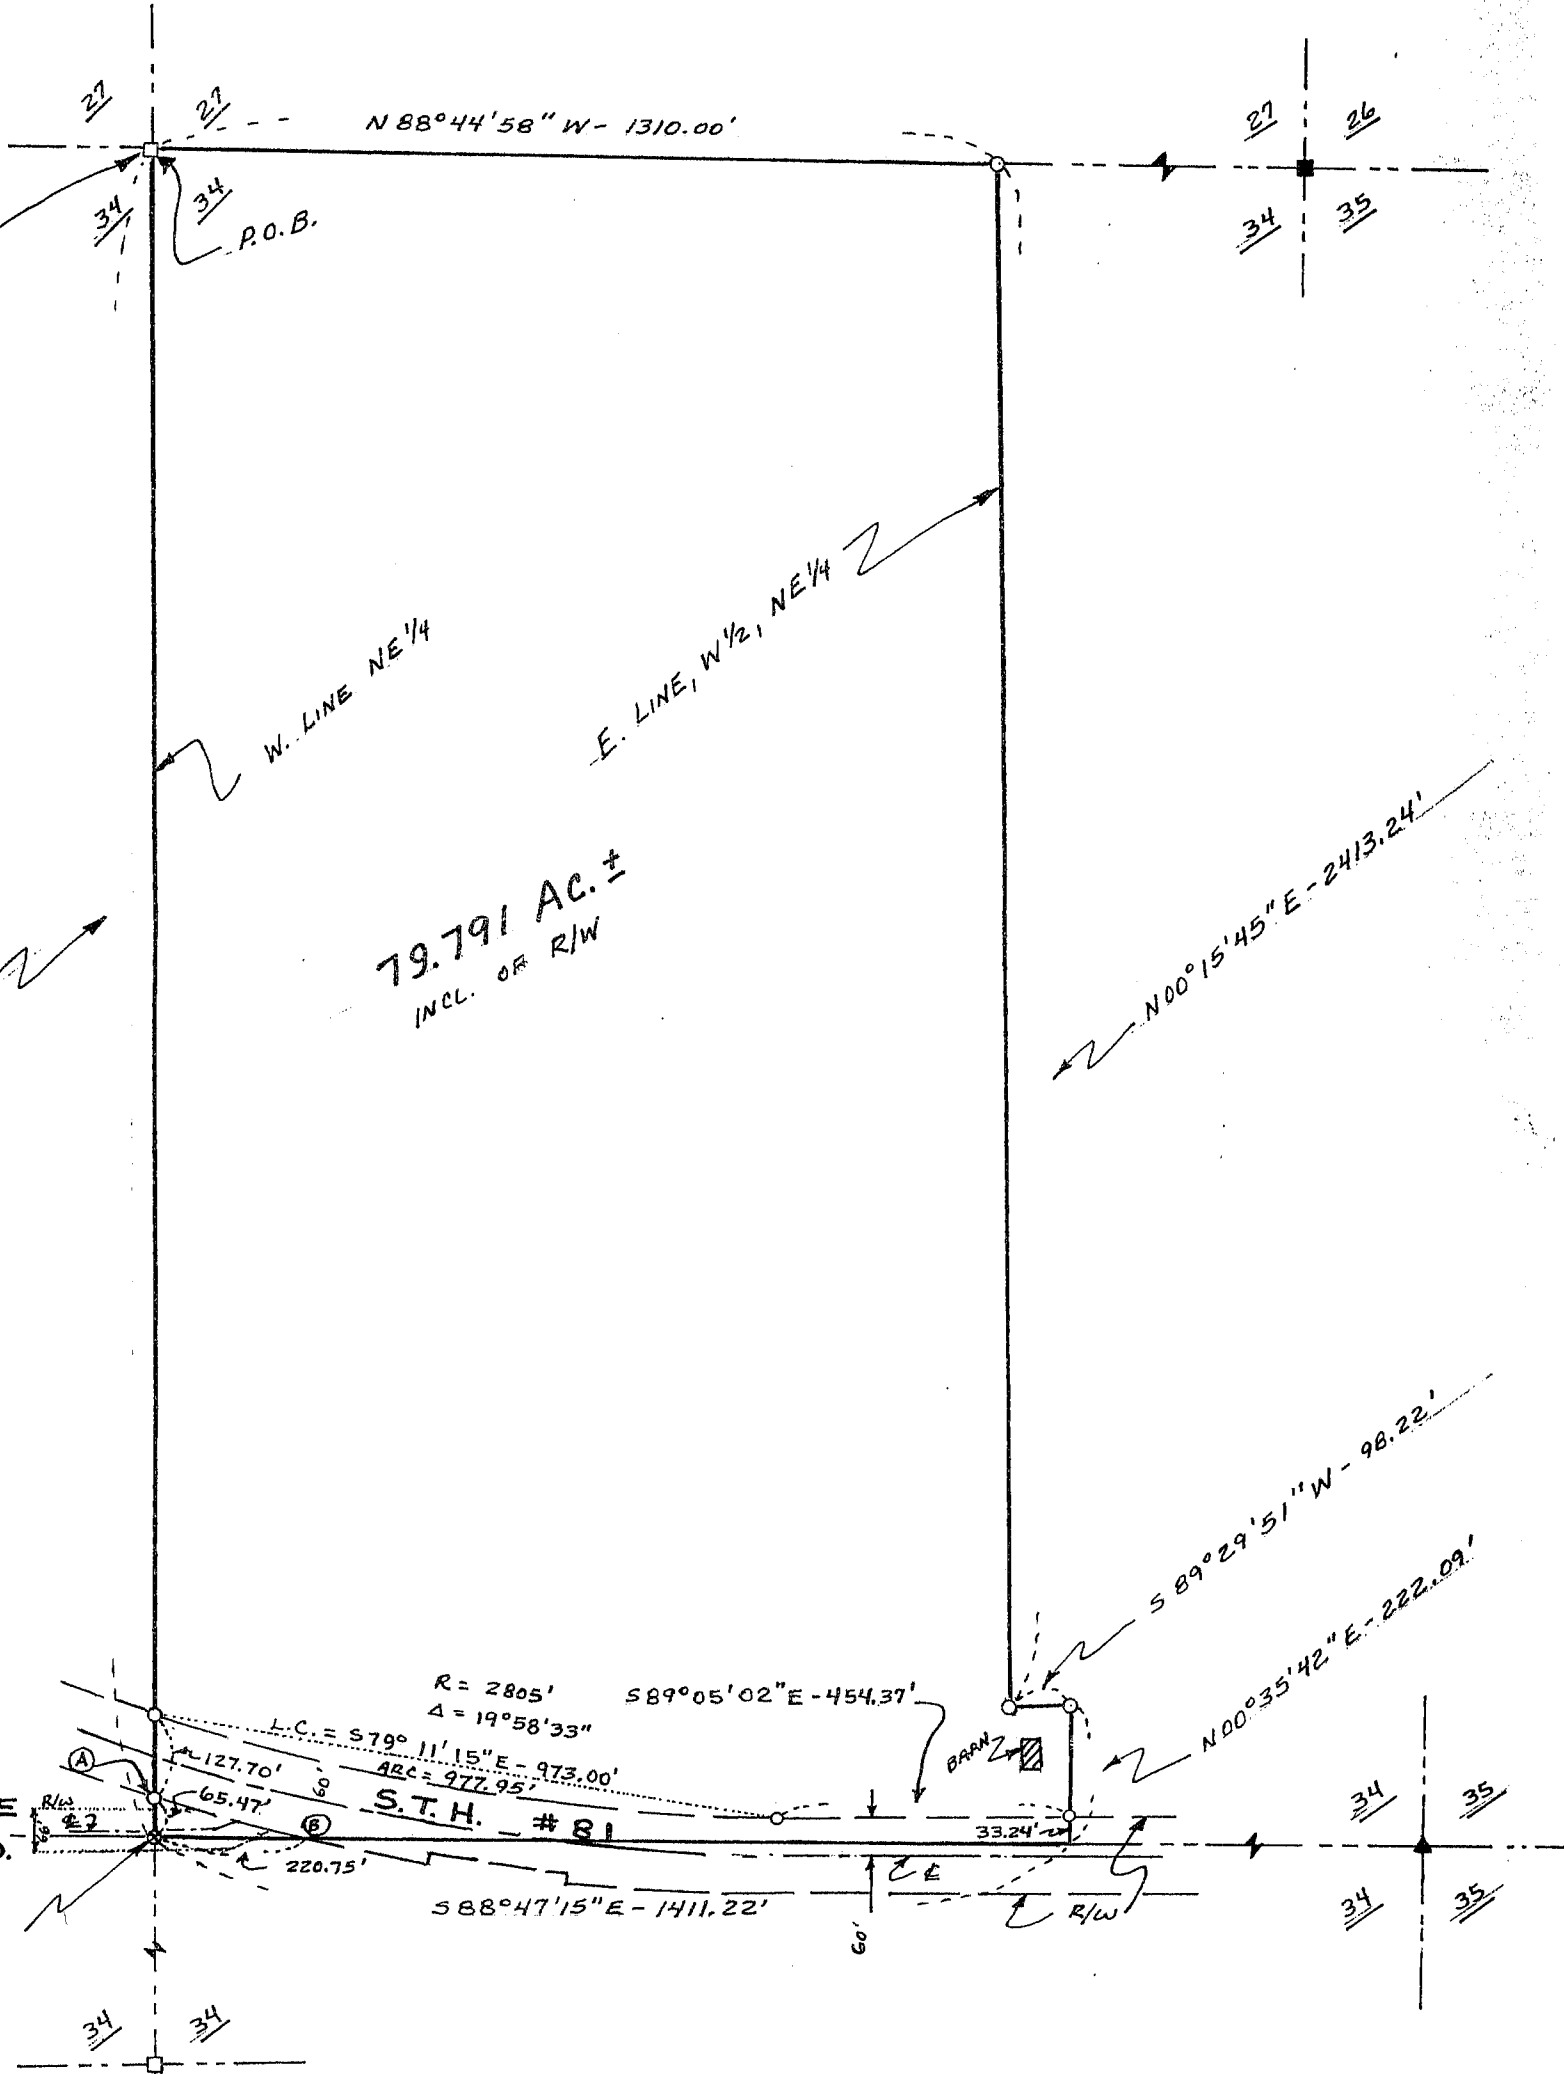 27
27
N 88°44'58" W - 1310.00'
27
26
34
34
P.O.B.
34
35
W. LINE NE 1/4
E. LINE, W 1/2, NE 1/4
79.791 AC. ±
INCL. OF R/W
N 00°15'45" E - 2413.24'
S 89°29'51" W - 98.22'
N 00°35'42" E - 222.09'
R = 2805'
Δ = 19°58'33"
S 89°05'02" E - 454.37'
L.C. = S 79° 11' 15" E - 973.00'
ARC = 977.95'
BARN
A
127.70'
60'
R/W
65.47'
S.T.H. # 81
B
33.24'
66'
220.75'
℄
S 88°47'15" E - 1411.22'
60'
R/W
34
35
34
35
34
34